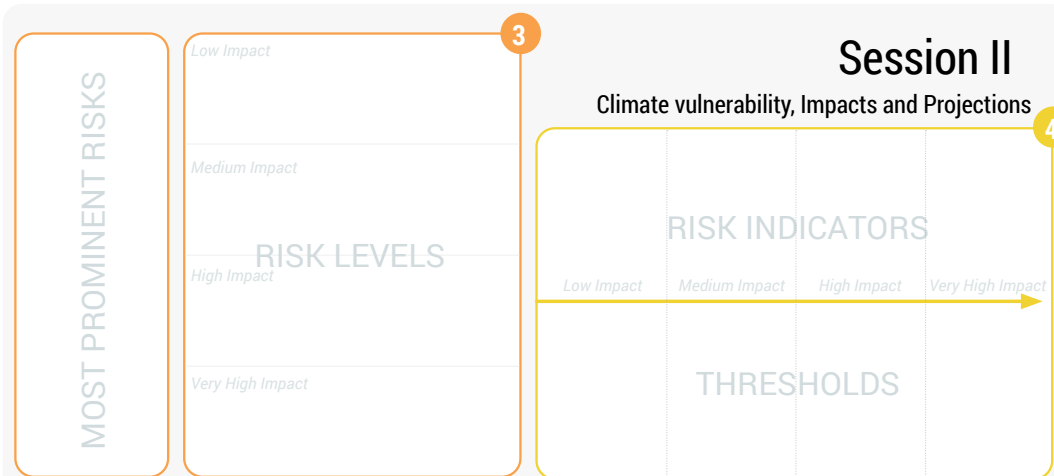 MOST PROMINENT RISKS
3
Low Impact
Medium Impact
RISK LEVELS
High Impact
Very High Impact
Session II
Climate vulnerability, Impacts and Projections
4
RISK INDICATORS
Low Impact Medium Impact High Impact Very High Impact
THRESHOLDS